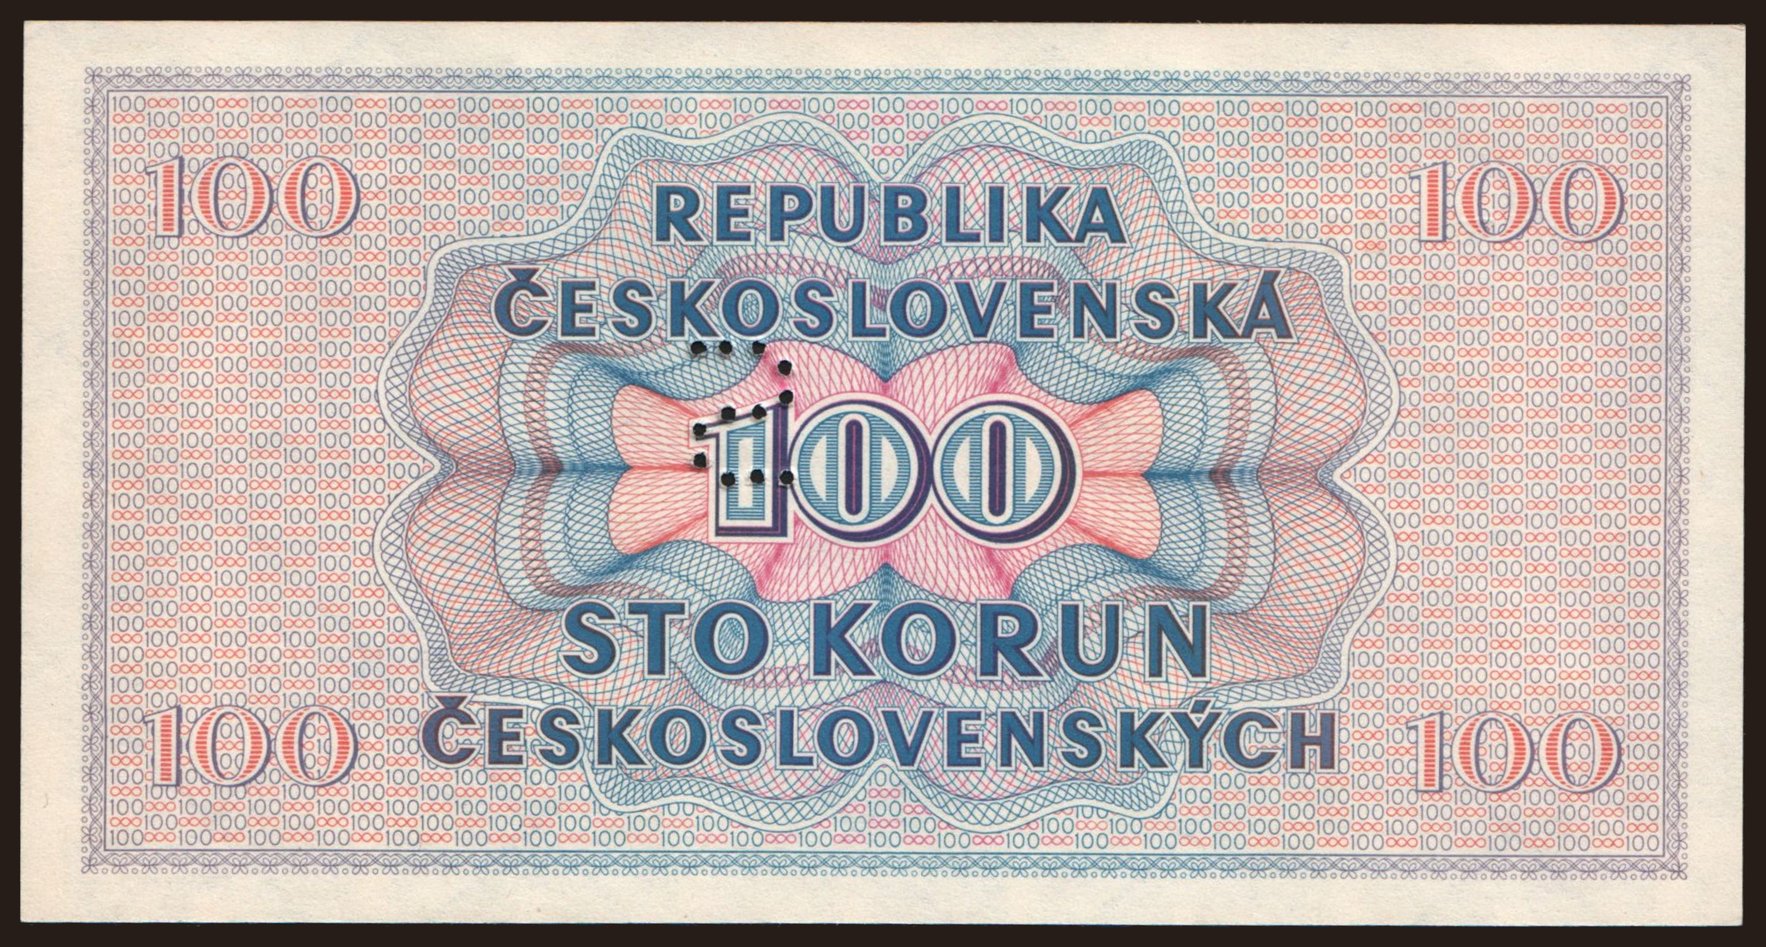 100 100
REPUBLIKA
ČESKOSLOVENSKÁ
100
STO KORUN
ČESKOSLOVENSKÝCH
100 100